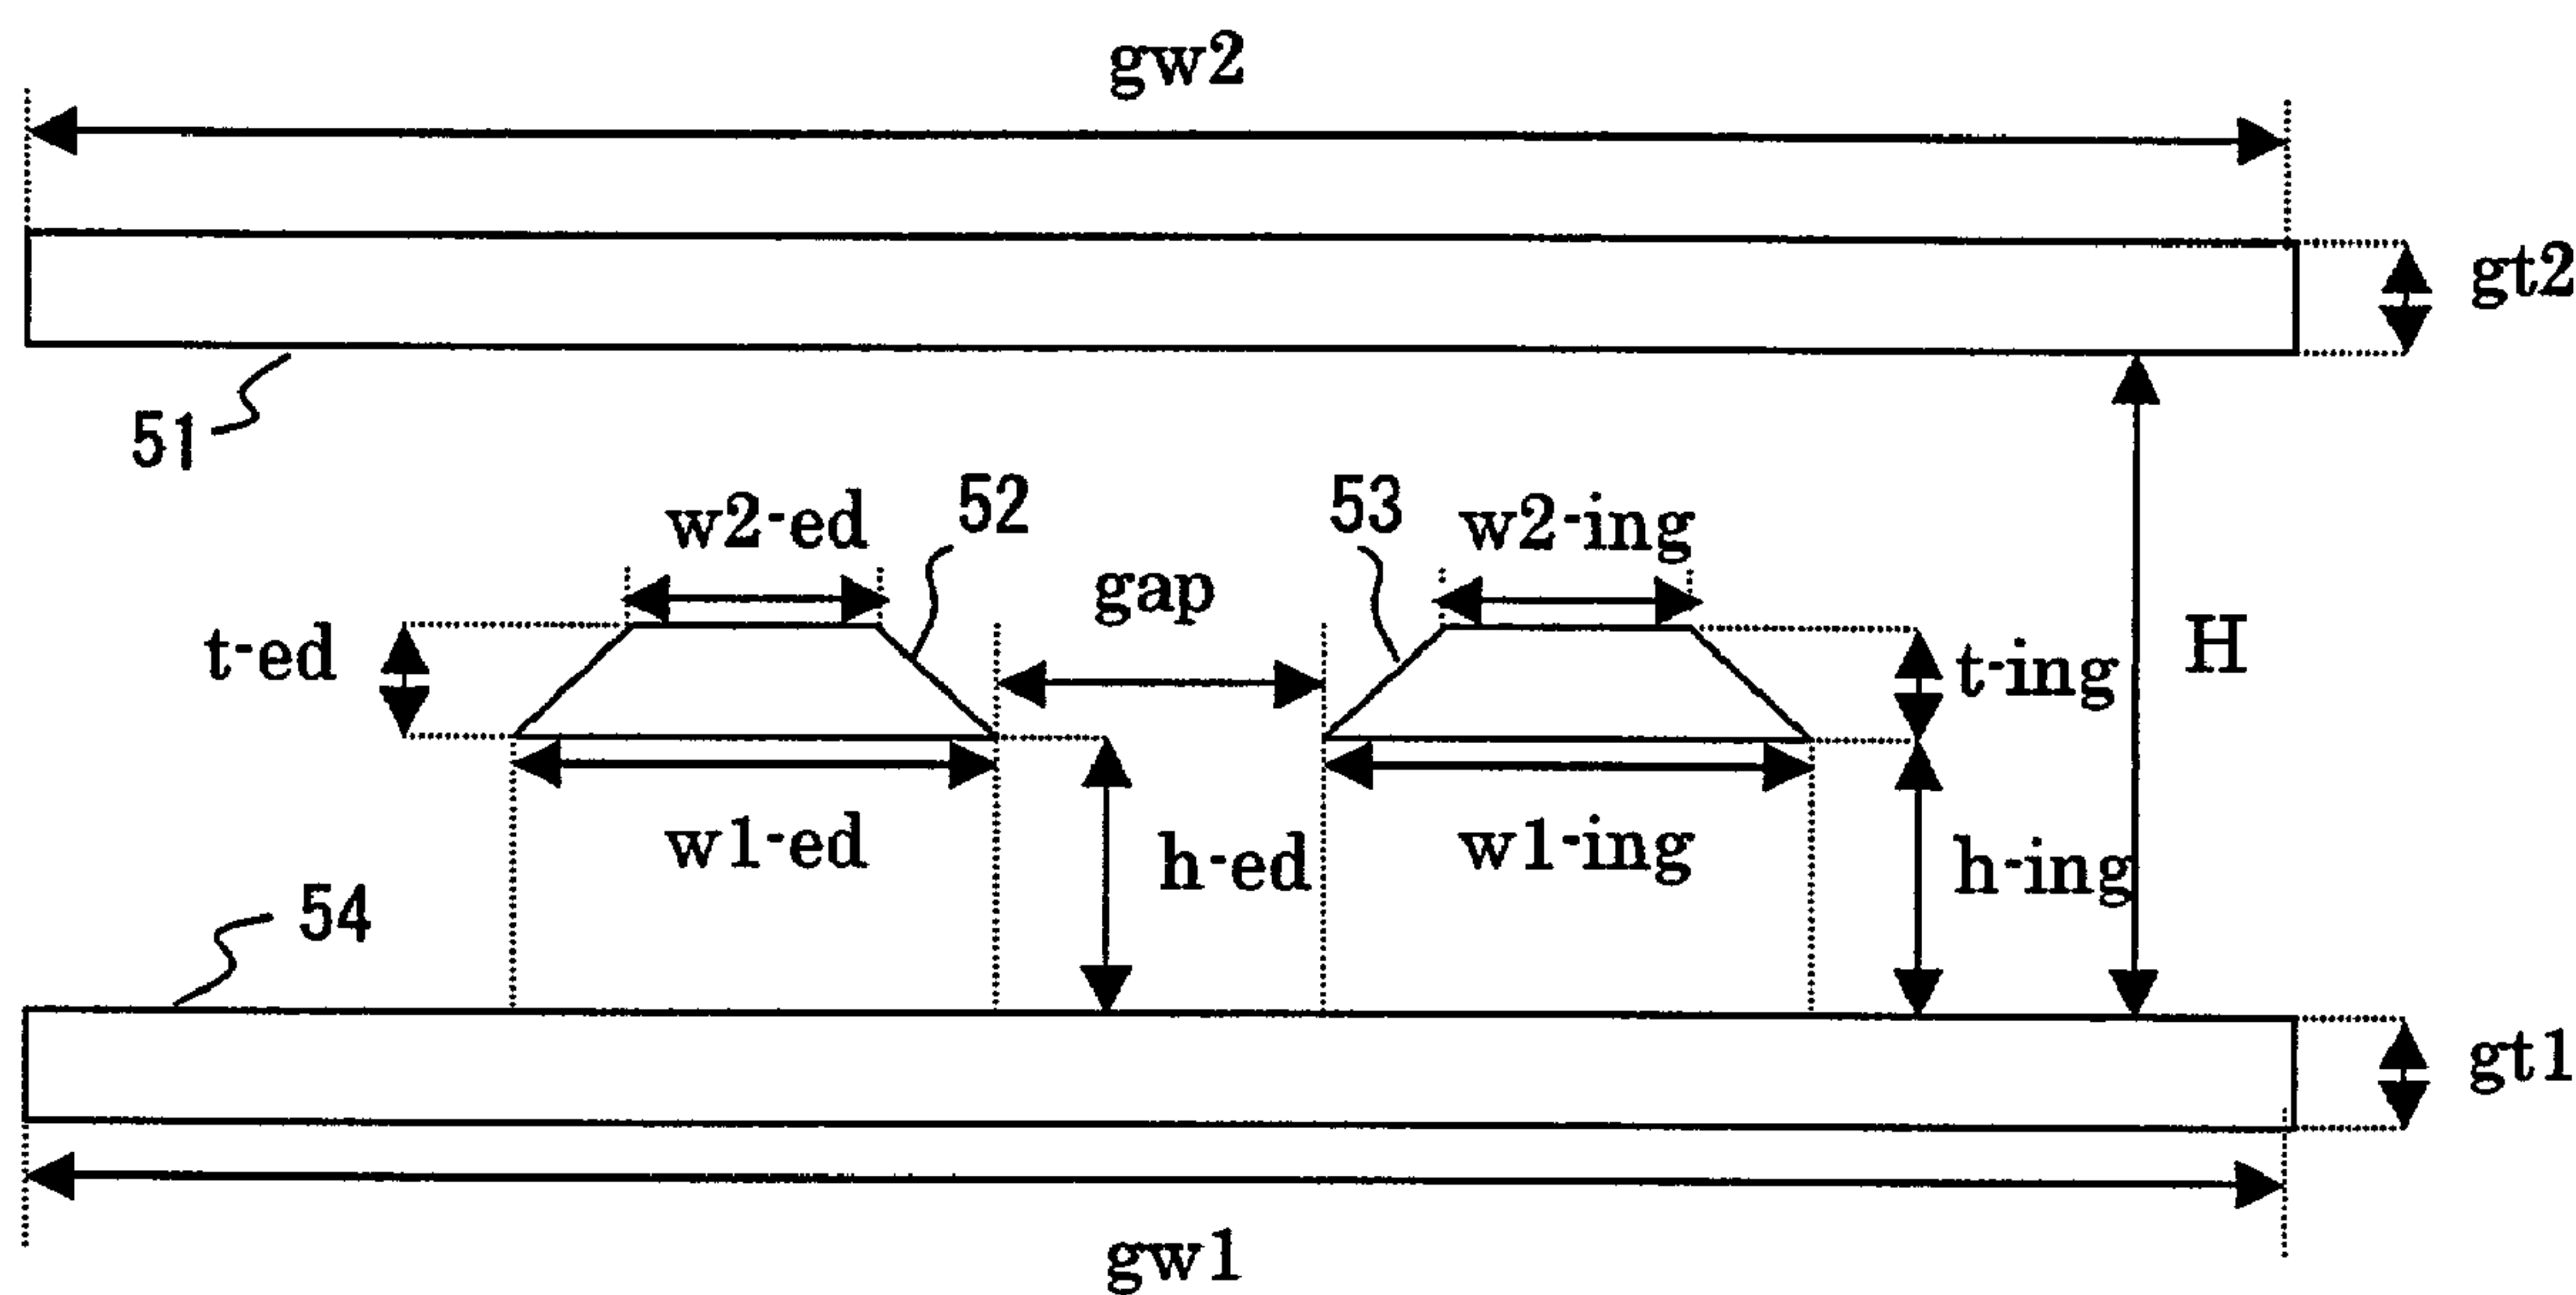 gw2
gt2
51
w2-ed
52
53
w2-ing
gap
t-ed
t-ing
H
w1-ed
h-ed
w1-ing
h-ing
54
gt1
gw1